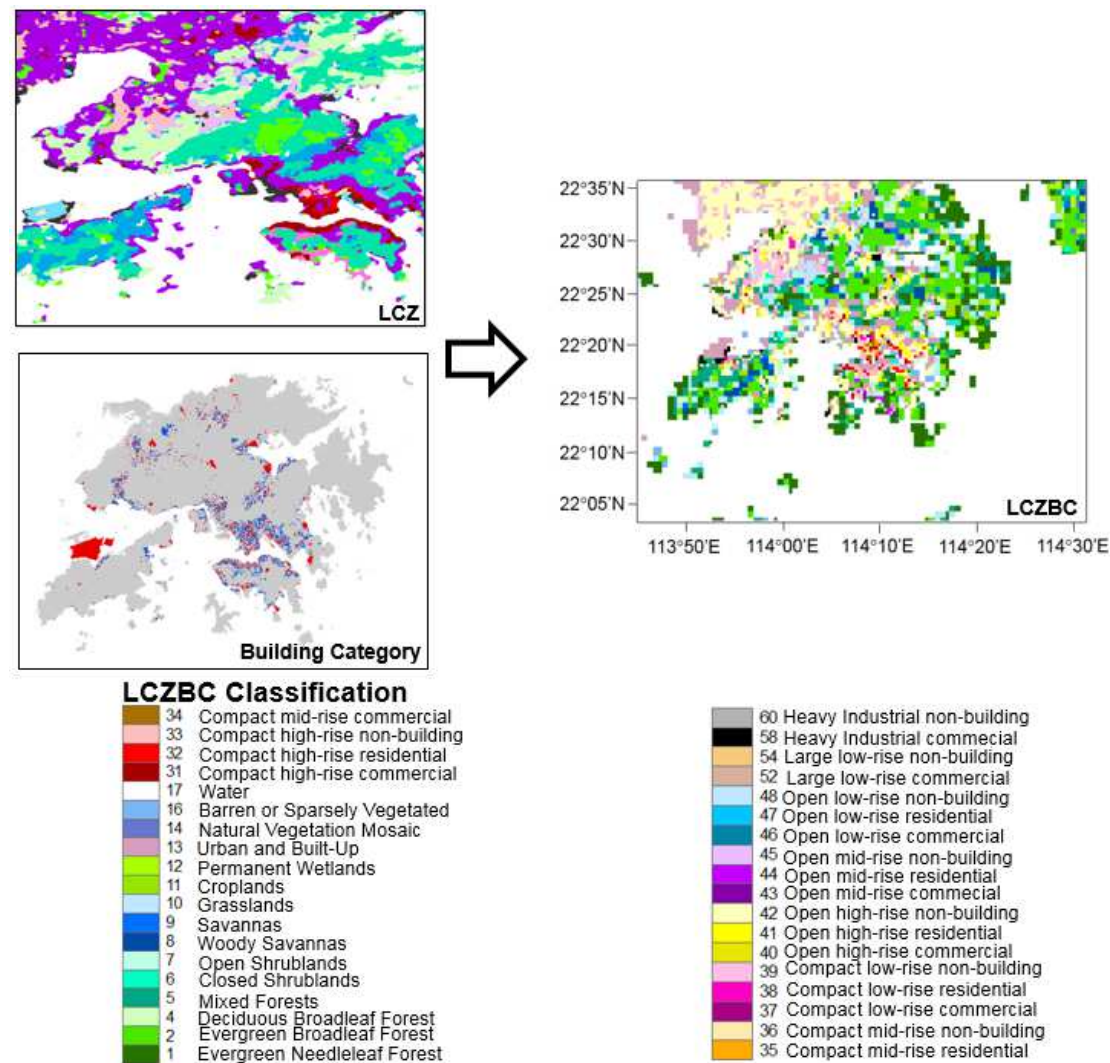 LCZ
Building Category
22°35'N
22°30'N
22°25'N
22°20'N
22°15'N
22°10'N
22°05'N
LCZBC
113°50'E 114°00'E 114°10'E 114°20'E 114°30'E
LCZBC Classification
34 Compact mid-rise commercial
33 Compact high-rise non-building
32 Compact high-rise residential
31 Compact high-rise commercial
17 Water
16 Barren or Sparsely Vegetated
14 Natural Vegetation Mosaic
13 Urban and Built-Up
12 Permanent Wetlands
11 Croplands
10 Grasslands
9 Savannas
8 Woody Savannas
7 Open Shrublands
6 Closed Shrublands
5 Mixed Forests
4 Deciduous Broadleaf Forest
2 Evergreen Broadleaf Forest
1 Evergreen Needleleaf Forest
60 Heavy Industrial non-building
58 Heavy Industrial commecial
54 Large low-rise non-building
52 Large low-rise commercial
48 Open low-rise non-building
47 Open low-rise residential
46 Open low-rise commercial
45 Open mid-rise non-building
44 Open mid-rise residential
43 Open mid-rise commecial
42 Open high-rise non-building
41 Open high-rise residential
40 Open high-rise commercial
39 Compact low-rise non-building
38 Compact low-rise residential
37 Compact low-rise commercial
36 Compact mid-rise non-building
35 Compact mid-rise residential